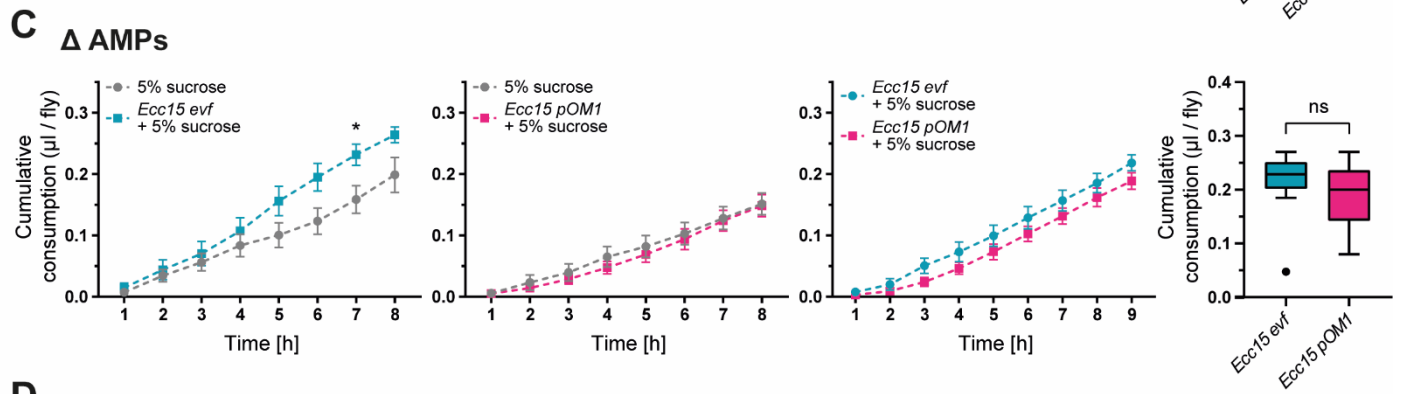 C
Δ AMPs
Cumulative
consumption (µl / fly)
0.3
0.2
0.1
0.0
5% sucrose
Ecc15 evf
+ 5% sucrose
*
1 2 3 4 5 6 7 8
Time [h]
0.3
0.2
0.1
0.0
5% sucrose
Ecc15 pOM1
+ 5% sucrose
1 2 3 4 5 6 7 8
Time [h]
0.3
0.2
0.1
0.0
Ecc15 evf
+ 5% sucrose
Ecc15 pOM1
+ 5% sucrose
1 2 3 4 5 6 7 8 9
Time [h]
Cumulative
consumption (µl / fly)
0.4
0.3
0.2
0.1
0.0
ns
Ecc15 evf
Ecc15 pOM1